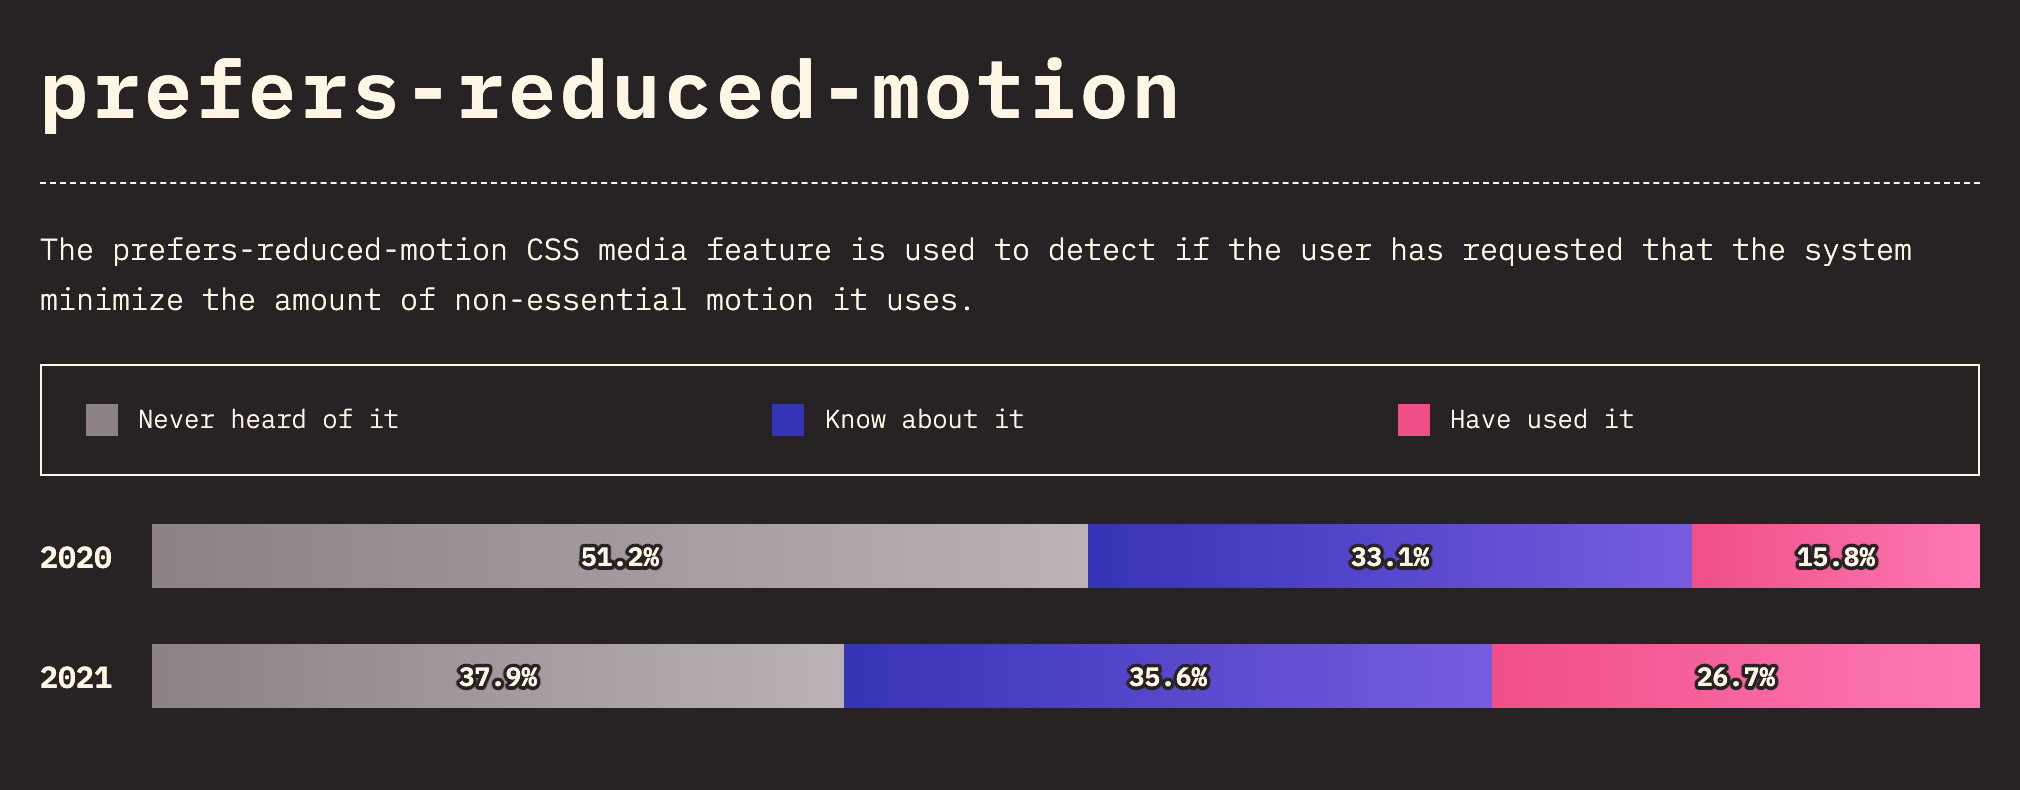 prefers-reduced-motion
The prefers-reduced-motion CSS media feature is used to detect if the user has requested that the system
minimize the amount of non-essential motion it uses.
Never heard of it Know about it Have used it
2020 51.2% 33.1% 15.8%
2021 37.9% 35.6% 26.7%